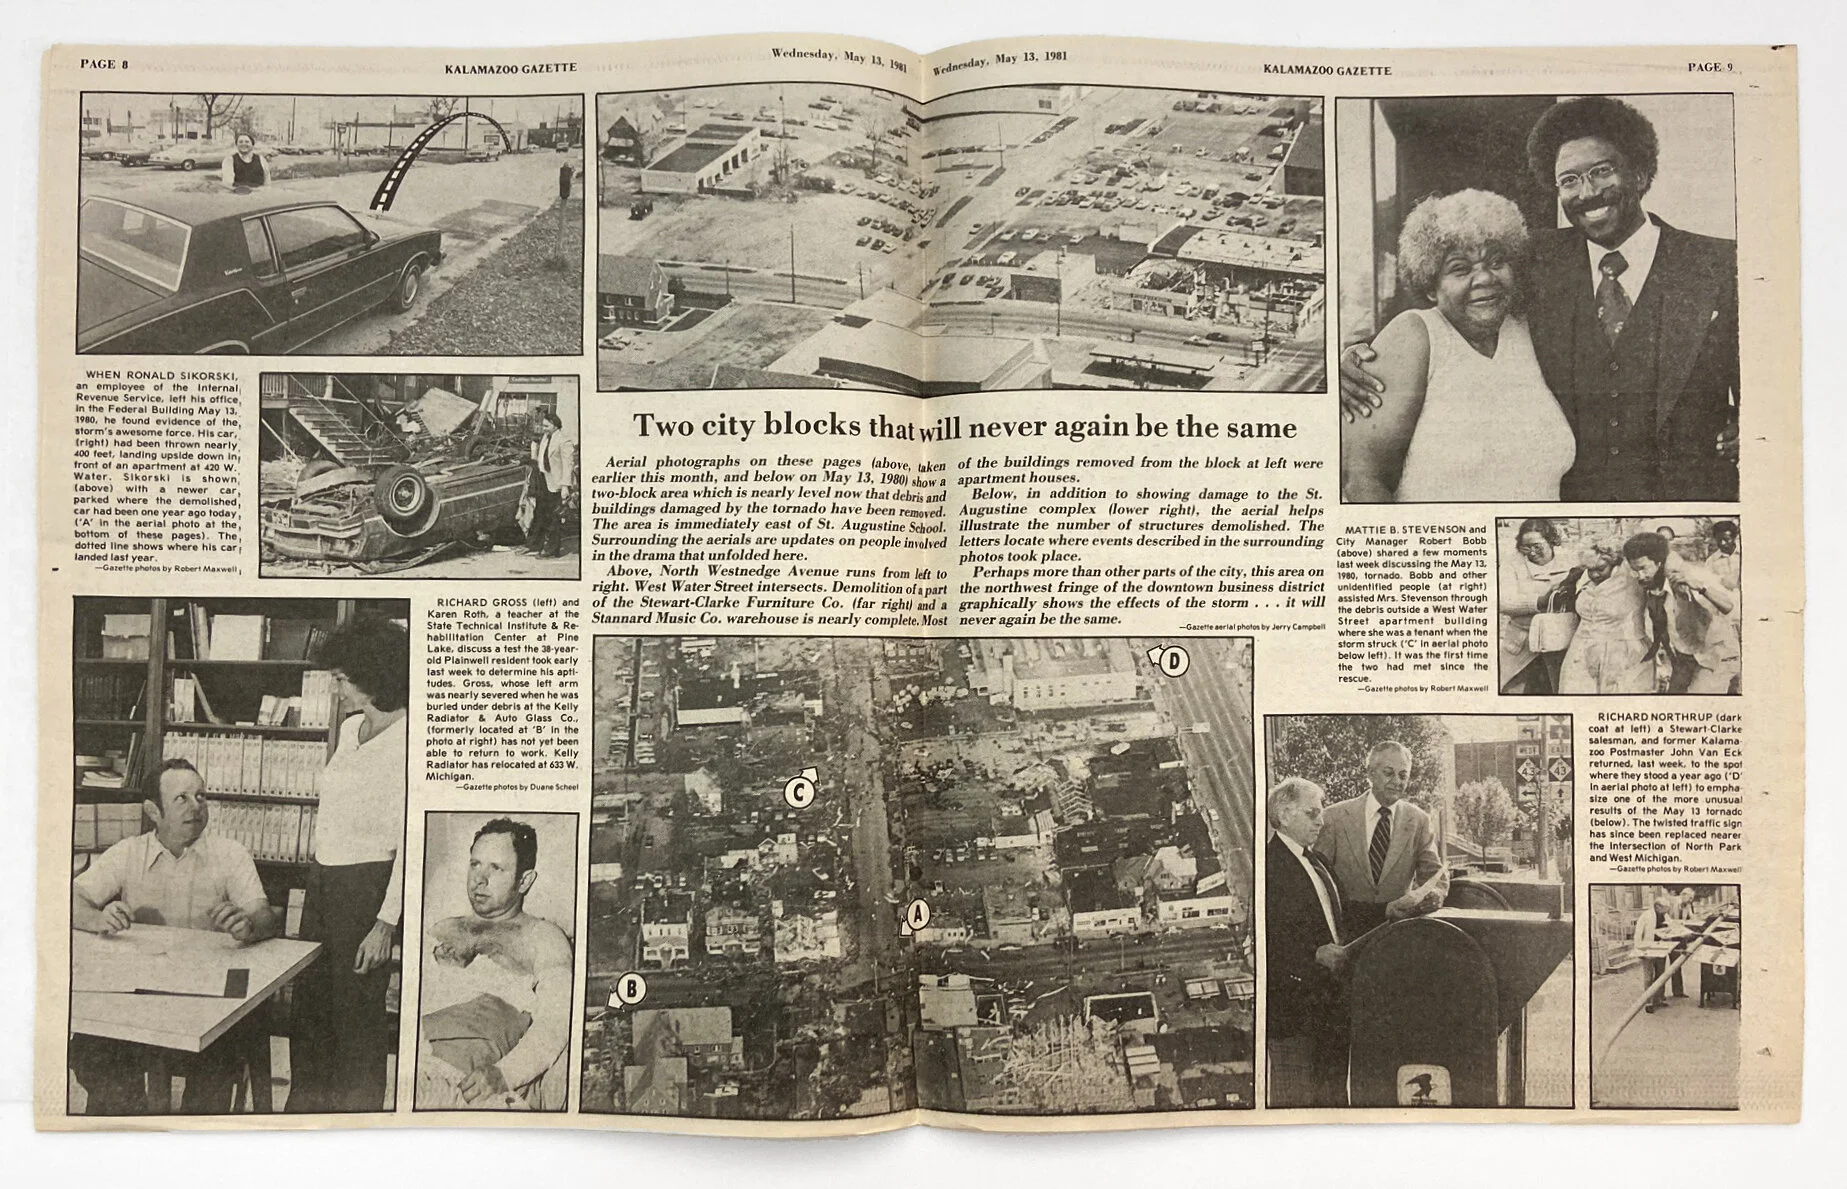 PAGE 8
KALAMAZOO GAZETTE
Wednesday, May 13, 1981
Wednesday, May 13, 1981
KALAMAZOO GAZETTE
PAGE 9
WHEN RONALD SIKORSKI,
an employee of the Internal
Revenue Service, left his office
in the Federal Building May 13,
1980, he found evidence of the
storm's awesome force. His car,
(right) had been thrown nearly
400 feet, landing upside down in
front of an apartment at 420 W.
Water. Sikorski is shown
(above) with a newer car,
parked where the demolished
car had been one year ago today
('A' in the aerial photo at the
bottom of these pages). The
dotted line shows where his car
landed last year.
—Gazette photos by Robert Maxwell
RICHARD GROSS (left) and
Karen Roth, a teacher at the
State Technical Institute & Re-
habilitation Center at Pine
Lake, discuss a test the 38-year-
old Plainwell resident took early
last week to determine his apti-
tudes. Gross, whose left arm
was nearly severed when he was
buried under debris at the Kelly
Radiator & Auto Glass Co.,
(formerly located at 'B' in the
photo at right) has not yet been
able to return to work. Kelly
Radiator has relocated at 633 W.
Michigan.
—Gazette photos by Duane Scheel
Two city blocks that will never again be the same
Aerial photographs on these pages (above, taken
earlier this month, and below on May 13, 1980) show a
two-block area which is nearly level now that debris and
buildings damaged by the tornado have been removed.
The area is immediately east of St. Augustine School.
Surrounding the aerials are updates on people involved
in the drama that unfolded here.
Above, North Westnedge Avenue runs from left to
right. West Water Street intersects. Demolition of a part
of the Stewart-Clarke Furniture Co. (far right) and a
Stannard Music Co. warehouse is nearly complete. Most
of the buildings removed from the block at left were
apartment houses.
Below, in addition to showing damage to the St.
Augustine complex (lower right), the aerial helps
illustrate the number of structures demolished. The
letters locate where events described in the surrounding
photos took place.
Perhaps more than other parts of the city, this area on
the northwest fringe of the downtown business district
graphically shows the effects of the storm . . . it will
never again be the same.
—Gazette aerial photos by Jerry Campbell
D
C
A
B
MATTIE B. STEVENSON and
City Manager Robert Bobb
(above) shared a few moments
last week discussing the May 13,
1980, tornado. Bobb and other
unidentified people (at right)
assisted Mrs. Stevenson through
the debris outside a West Water
Street apartment building
where she was a tenant when the
storm struck ('C' in aerial photo
below left). It was the first time
the two had met since the
rescue.
—Gazette photos by Robert Maxwell
RICHARD NORTHRUP (dark
coat at left) a Stewart-Clarke
salesman, and former Kalama-
zoo Postmaster John Van Eck
returned, last week, to the spot
where they stood a year ago ('D'
in aerial photo at left) to empha-
size one of the more unusual
results of the May 13 tornado
(below). The twisted traffic sign
has since been replaced nearer
the intersection of North Park
and West Michigan.
—Gazette photos by Robert Maxwell
WEST
EAST
43
43